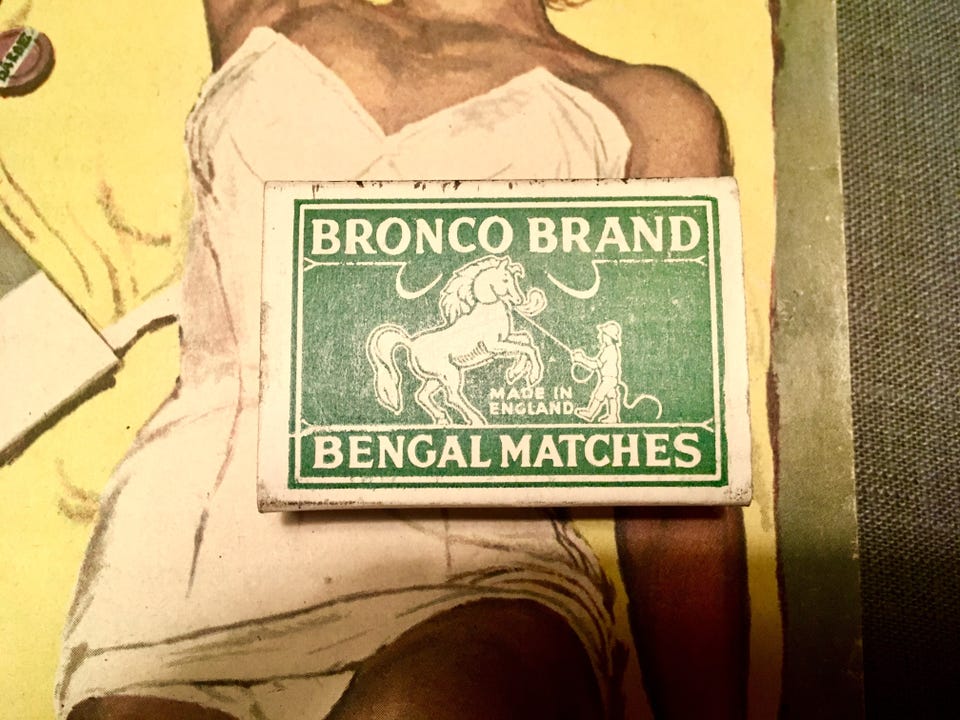 BRONCO BRAND
MADE IN
ENGLAND
BENGAL MATCHES